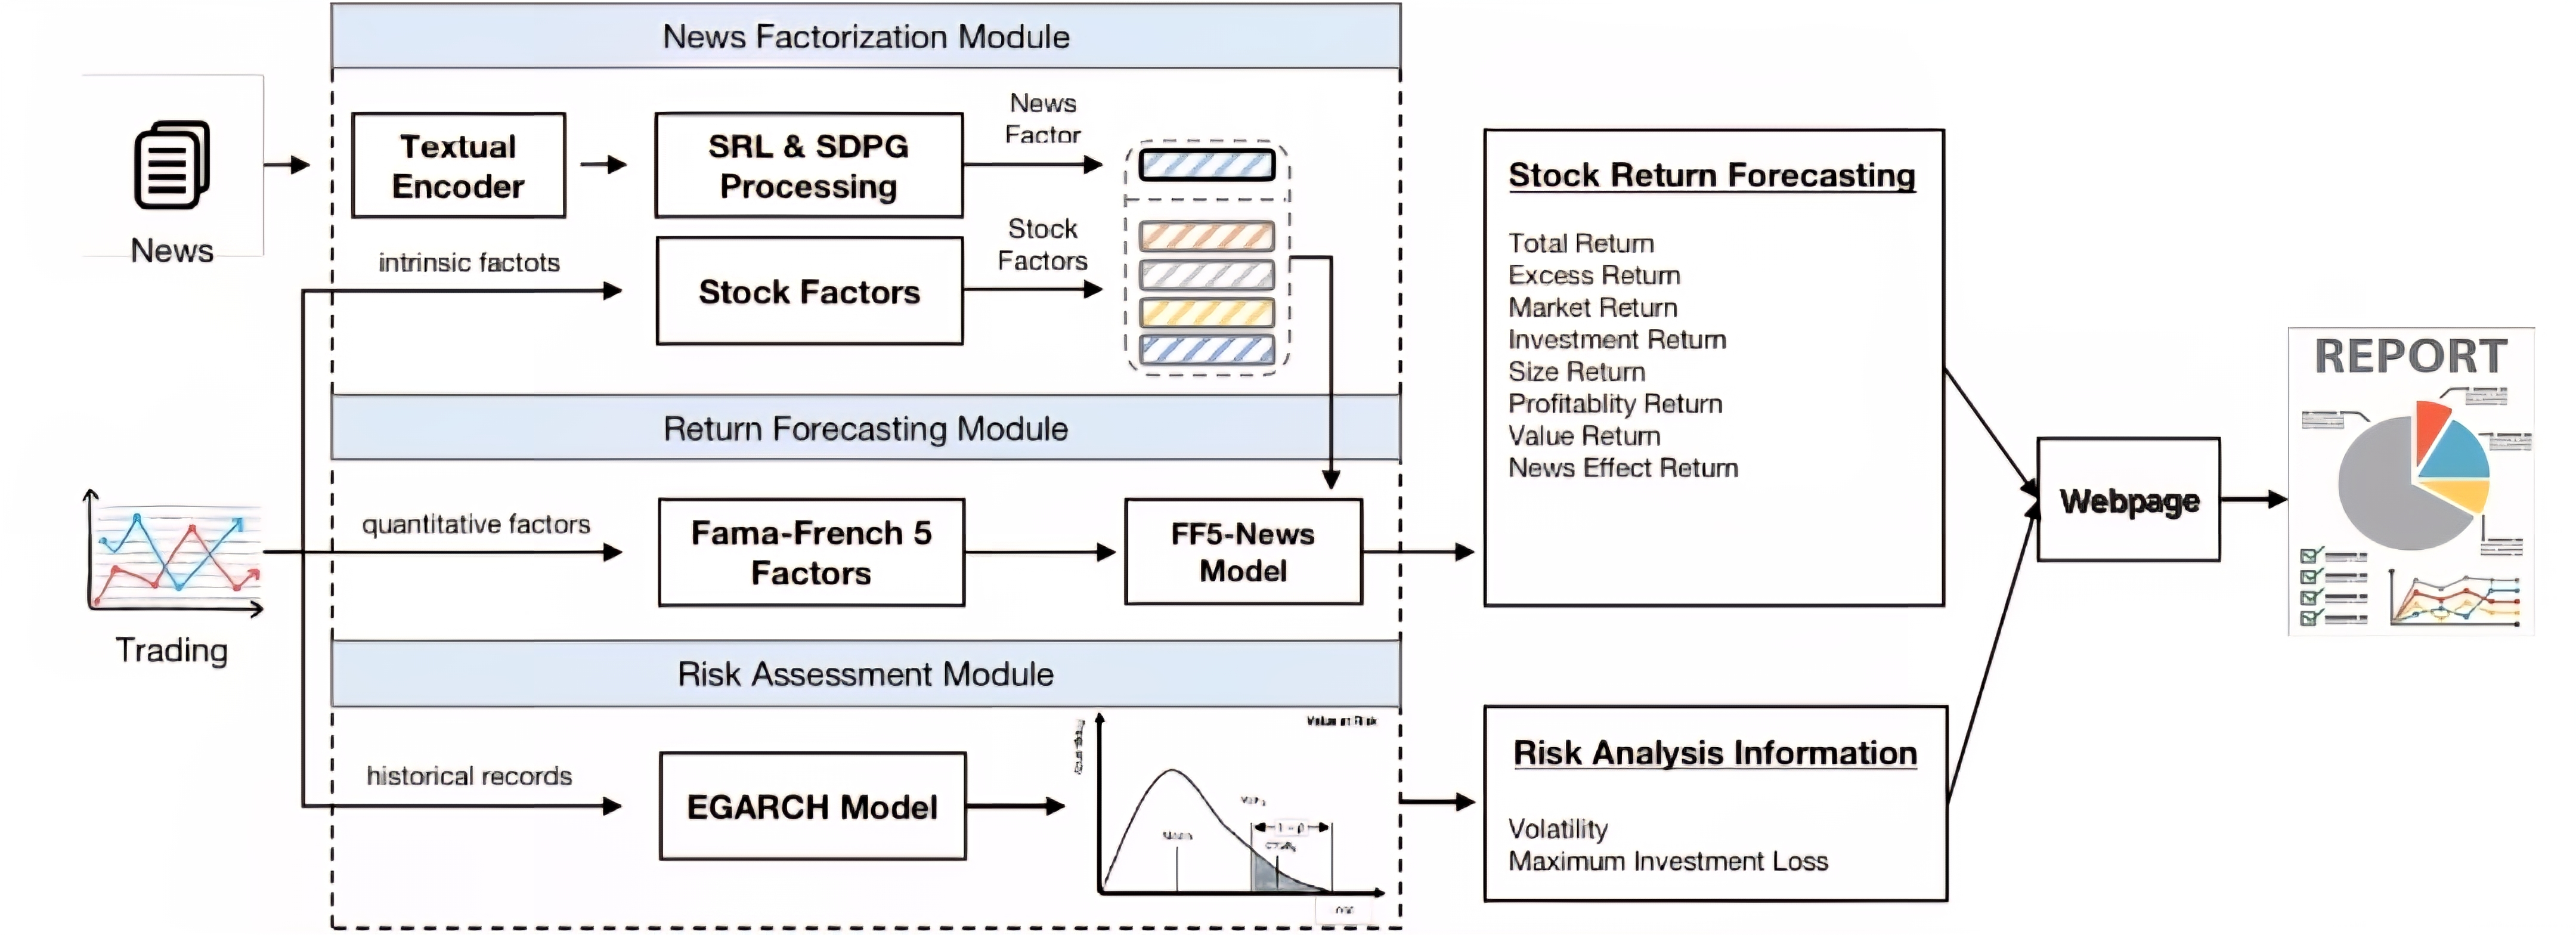 News Factorization Module
News
Textual
Encoder
SRL & SDPG
Processing
News
Factor
intrinsic factots
Stock Factors
Stock
Factors
Return Forecasting Module
Trading
quantitative factors
Fama-French 5
Factors
FF5-News
Model
Risk Assessment Module
historical records
EGARCH Model
Value at Risk
Mean
1 - β
Stock Return Forecasting
Total Return
Excess Return
Market Return
Investment Return
Size Return
Profitablity Return
Value Return
News Effect Return
Risk Analysis Information
Volatility
Maximum Investment Loss
Webpage
REPORT